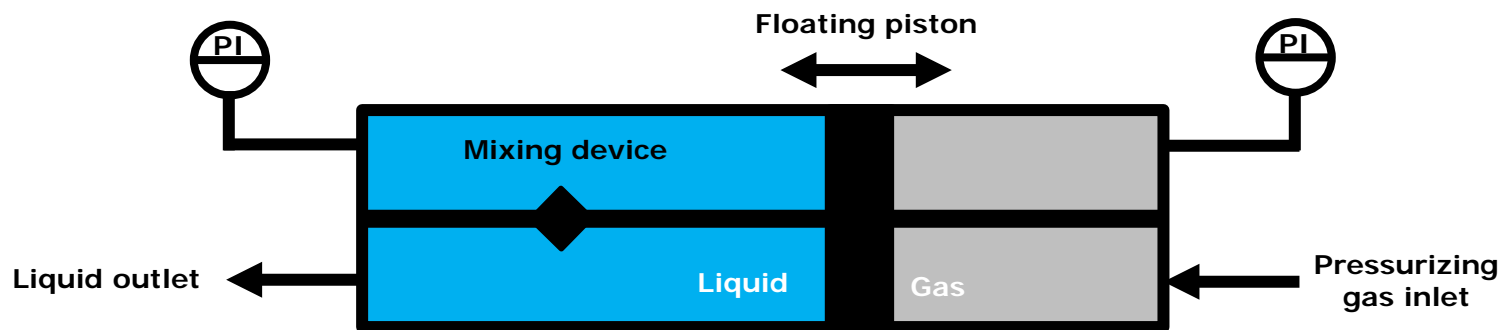 Floating piston
PI
PI
Mixing device
Liquid outlet
Liquid
Gas
Pressurizing
gas inlet